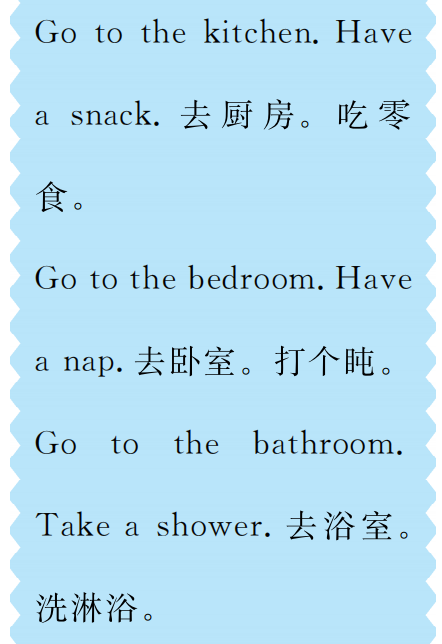 Go to the kitchen. Have
a snack. 去厨房。吃零
食。
Go to the bedroom. Have
a nap. 去卧室。打个盹。
Go to the bathroom.
Take a shower. 去浴室。
洗淋浴。